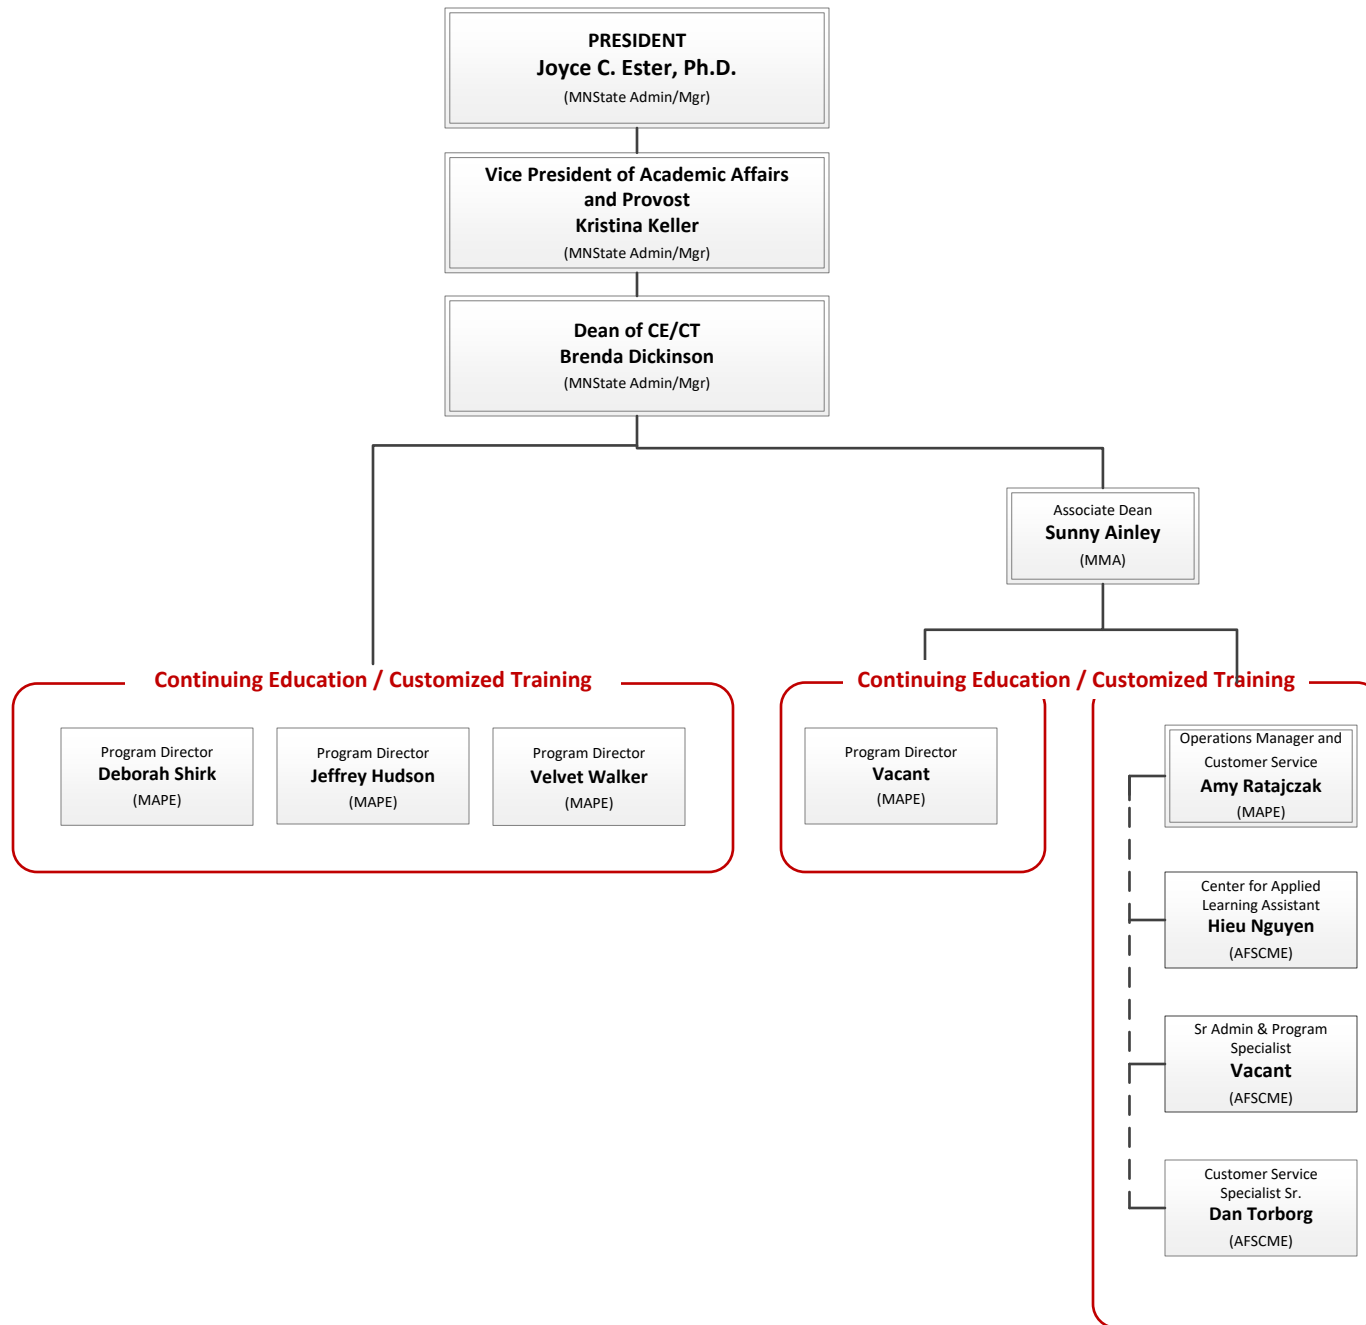 PRESIDENT
Joyce C. Ester, Ph.D.
(MNState Admin/Mgr)
Vice President of Academic Affairs
and Provost
Kristina Keller
(MNState Admin/Mgr)
Dean of CE/CT
Brenda Dickinson
(MNState Admin/Mgr)
Associate Dean
Sunny Ainley
(MMA)
Continuing Education / Customized Training
Program Director
Deborah Shirk
(MAPE)
Program Director
Jeffrey Hudson
(MAPE)
Program Director
Velvet Walker
(MAPE)
Continuing Education / Customized Training
Program Director
Vacant
(MAPE)
Operations Manager and
Customer Service
Amy Ratajczak
(MAPE)
Center for Applied
Learning Assistant
Hieu Nguyen
(AFSCME)
Sr Admin & Program
Specialist
Vacant
(AFSCME)
Customer Service
Specialist Sr.
Dan Torborg
(AFSCME)